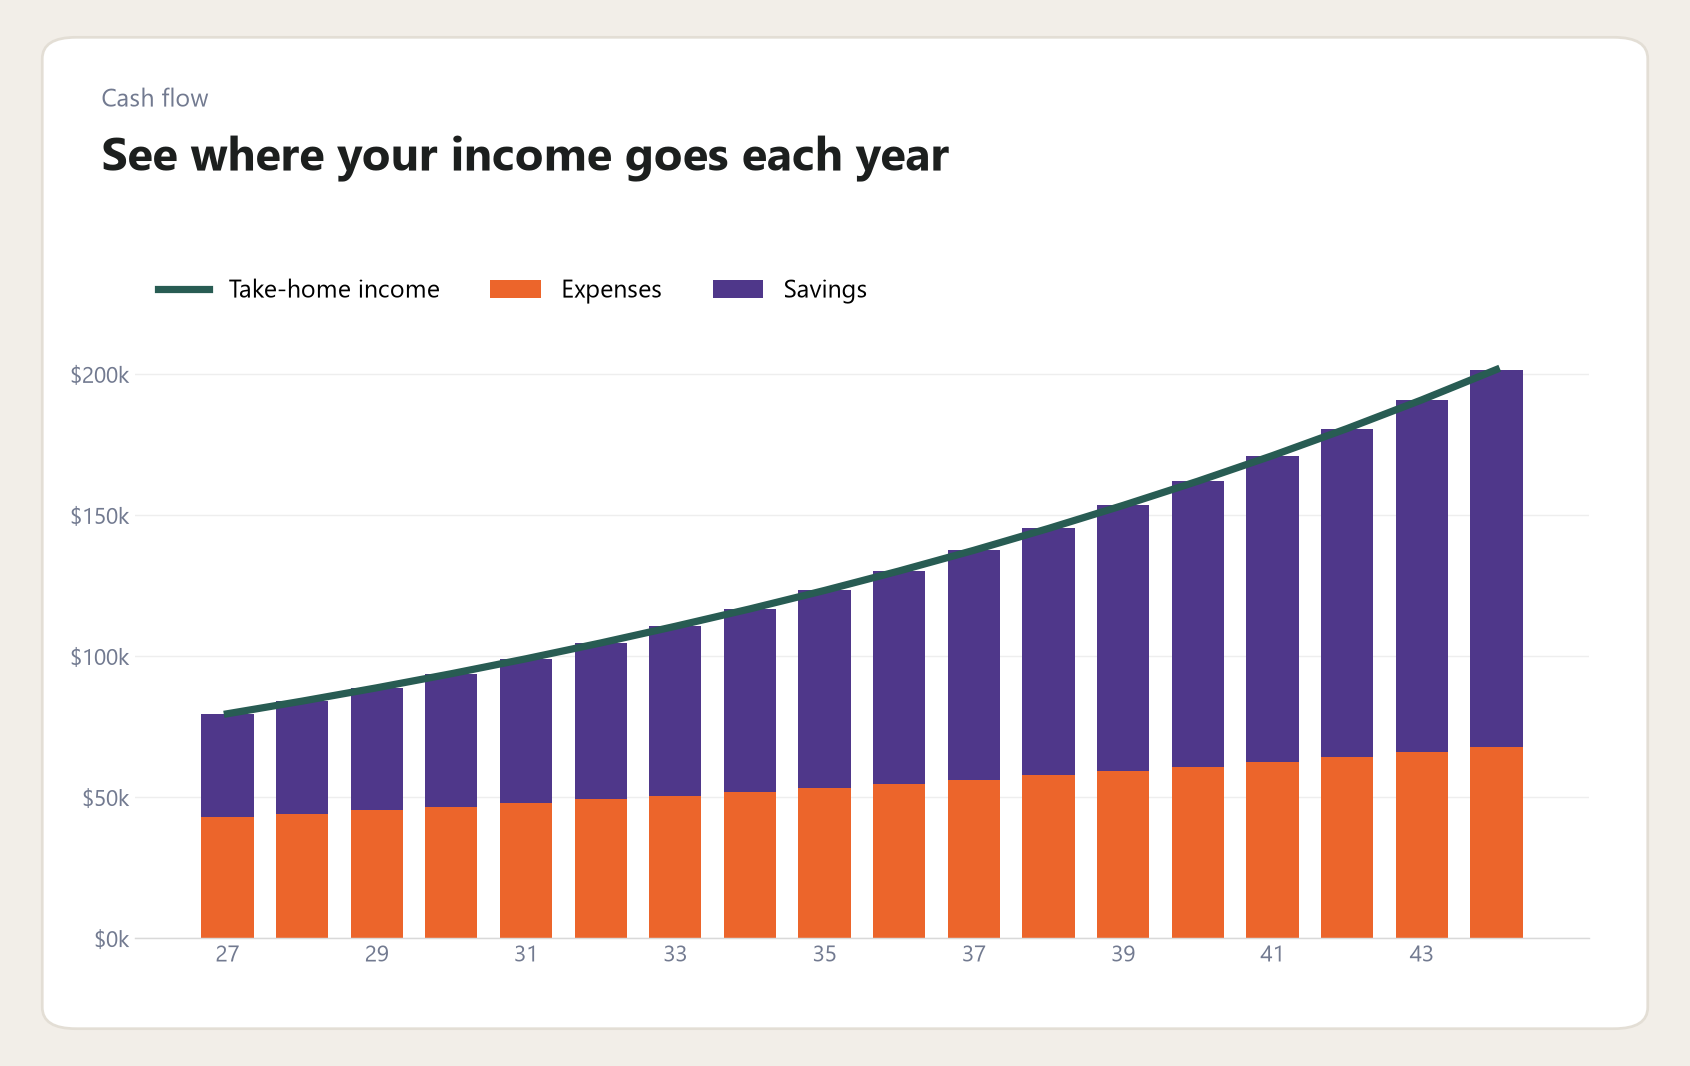 Cash flow
See where your income goes each year
Take-home income Expenses Savings
$200k
$150k
$100k
$50k
$0k
27 29 31 33 35 37 39 41 43